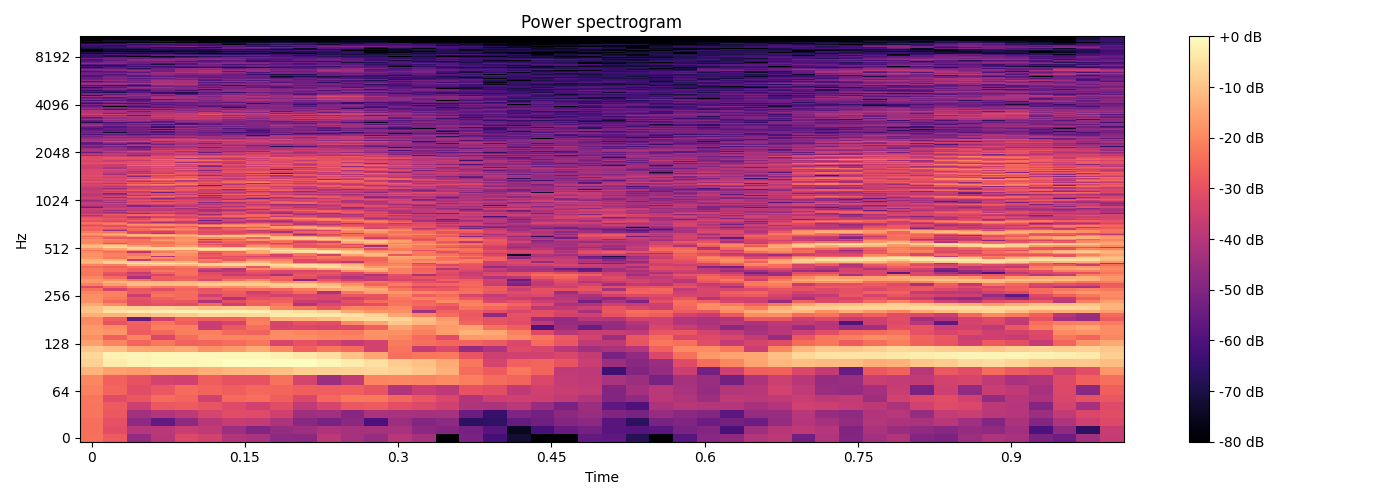 Power spectrogram
Hz
8192
4096
2048
1024
512
256
128
64
0
0 0.15 0.3 0.45 0.6 0.75 0.9
Time
+0 dB
-10 dB
-20 dB
-30 dB
-40 dB
-50 dB
-60 dB
-70 dB
-80 dB